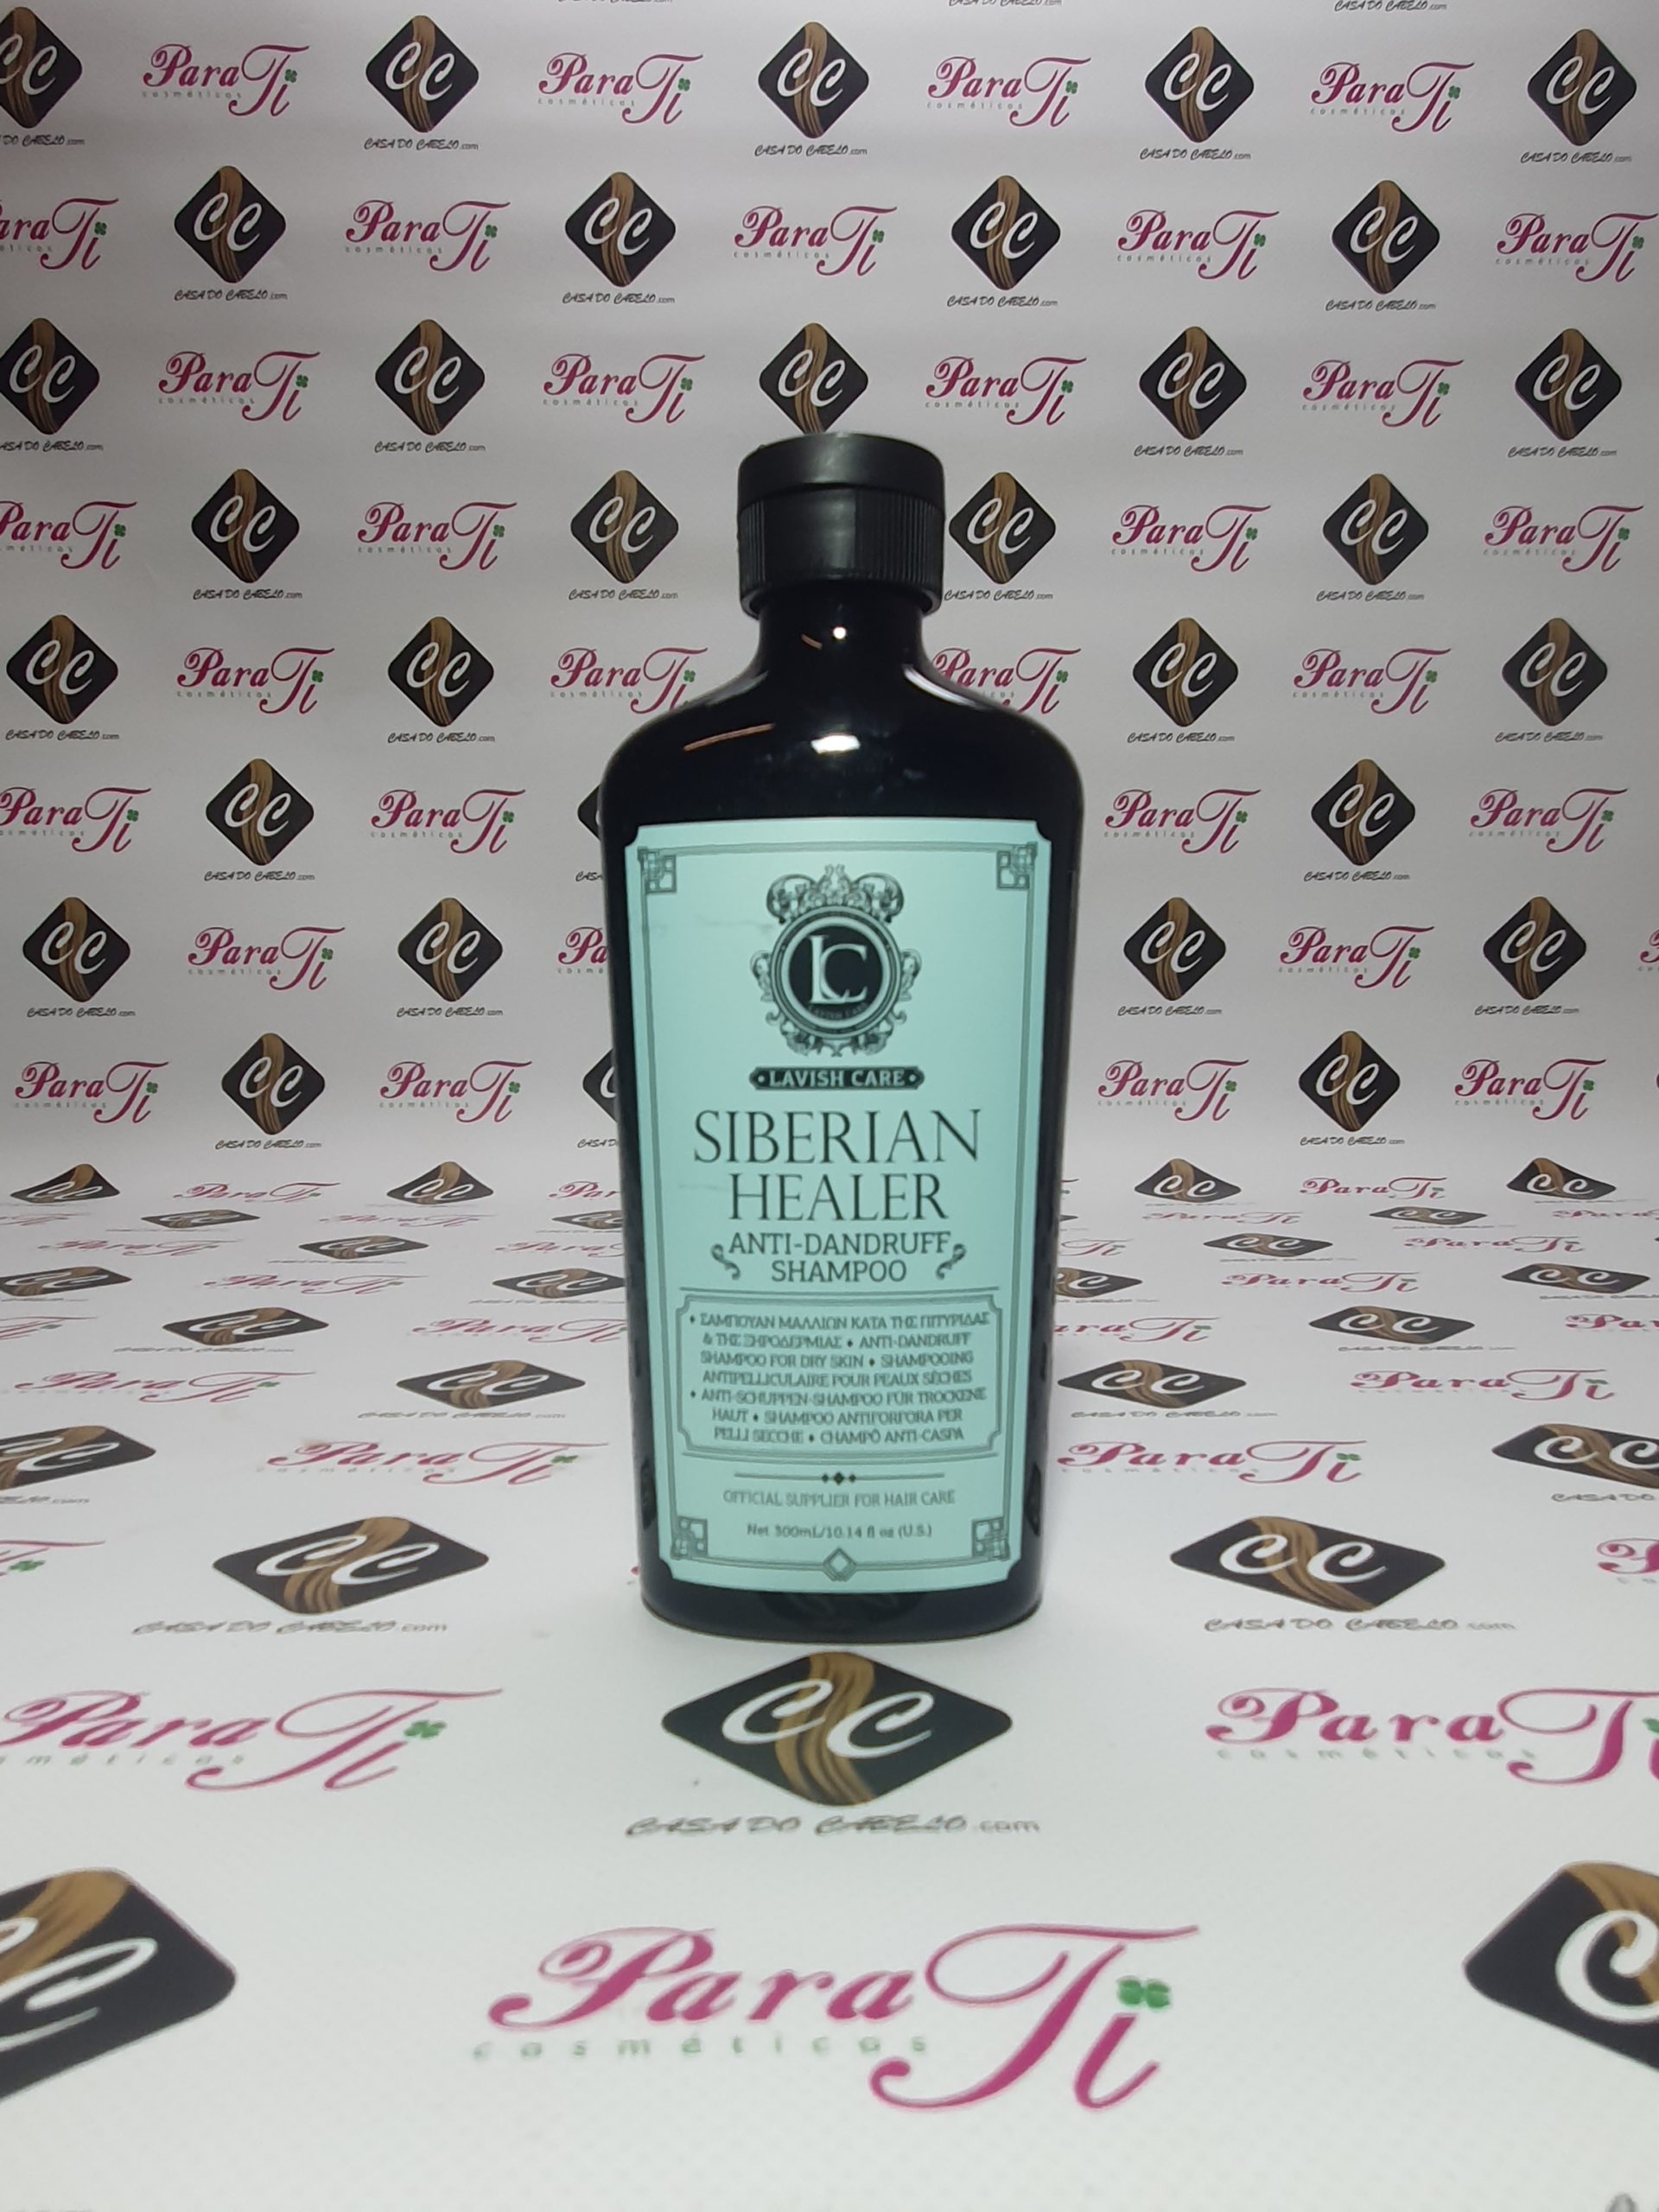 LC
LAVISH CARE
• LAVISH CARE •
SIBERIAN
HEALER
ANTI-DANDRUFF
SHAMPOO
• ΣΑΜΠΟΥΑΝ ΜΑΛΛΙΩΝ ΚΑΤΑ ΤΗΣ ΠΙΤΥΡΙΔΑΣ
& ΤΗΣ ΞΗΡΟΔΕΡΜΙΑΣ • ANTI-DANDRUFF
SHAMPOO FOR DRY SKIN • SHAMPOOING
ANTIPELLICULAIRE POUR PEAUX SÈCHES
• ANTI-SCHUPPEN-SHAMPOO FÜR TROCKENE
HAUT • SHAMPOO ANTIFORFORA PER
PELLI SECCHE • CHAMPÔ ANTI-CASPA
OFFICIAL SUPPLIER FOR HAIR CARE
Net 300mL/10.14 fl oz (U.S.)
CC
CASA DO CABELO.com
ParaTi
cosméticos